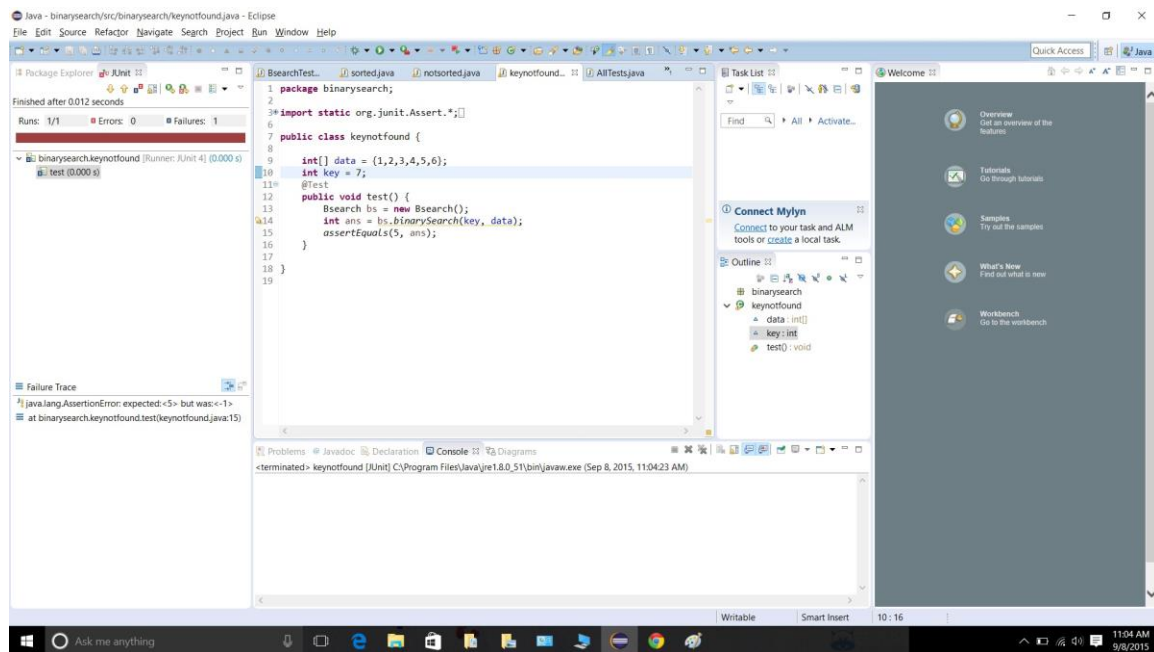 Java - binarysearch/src/binarysearch/keynotfound.java - Eclipse
File Edit Source Refactor Navigate Search Project Run Window Help
Quick Access
Java
Package Explorer JUnit
Finished after 0.012 seconds
Runs: 1/1 Errors: 0 Failures: 1
binarysearch.keynotfound [Runner: JUnit 4] (0.000 s)
test (0.000 s)
Failure Trace
java.lang.AssertionError: expected:<5> but was:<-1>
at binarysearch.keynotfound.test(keynotfound.java:15)
BsearchTest... sorted.java notsorted.java keynotfound... AllTests.java
1 package binarysearch;
2
3 import static org.junit.Assert.*;
6
7 public class keynotfound {
8
9 int[] data = {1,2,3,4,5,6};
10 int key = 7;
11 @Test
12 public void test() {
13 Bsearch bs = new Bsearch();
14 int ans = bs.binarySearch(key, data);
15 assertEquals(5, ans);
16 }
17
18 }
19
Problems Javadoc Declaration Console Diagrams
<terminated> keynotfound [JUnit] C:\Program Files\Java\jre1.8.0_51\bin\javaw.exe (Sep 8, 2015, 11:04:23 AM)
Task List
Find All Activate...
Connect Mylyn
Connect to your task and ALM
tools or create a local task.
Outline
binarysearch
keynotfound
data : int[]
key : int
test() : void
Welcome
Overview
Get an overview of the
features
Tutorials
Go through tutorials
Samples
Try out the samples
What's New
Find out what is new
Workbench
Go to the workbench
Writable Smart Insert 10 : 16
Ask me anything
11:04 AM
9/8/2015